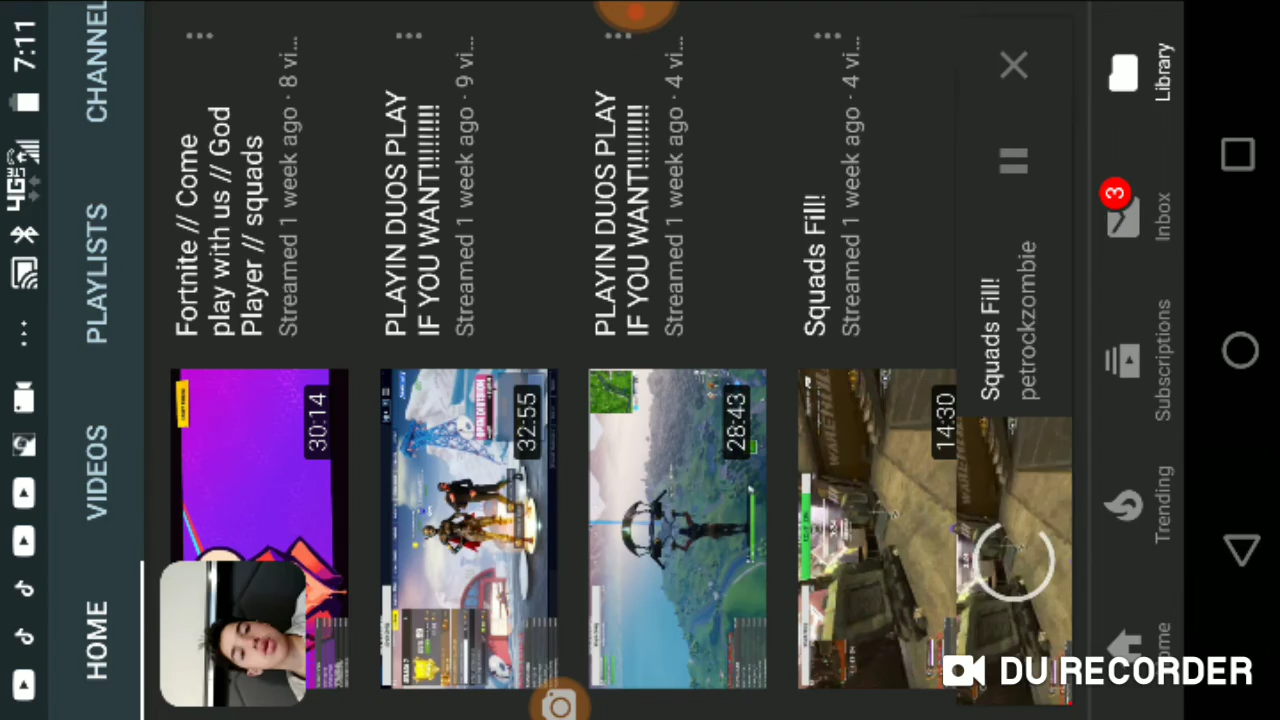 4G
7:11
HOME
VIDEOS
PLAYLISTS
CHANNEL
Fortnite // Come
play with us // God
Player // squads
Streamed 1 week ago · 8 vi...
30:14
PLAYIN DUOS PLAY
IF YOU WANT!!!!!!!!!
Streamed 1 week ago · 9 vi...
32:55
PLAYIN DUOS PLAY
IF YOU WANT!!!!!!!!!
Streamed 1 week ago · 4 vi...
28:43
Squads Fill!
Streamed 1 week ago · 4 vi...
14:30
Squads Fill!
petrockzombie
ome
Trending
Subscriptions
Inbox
3
Library
DU RECORDER